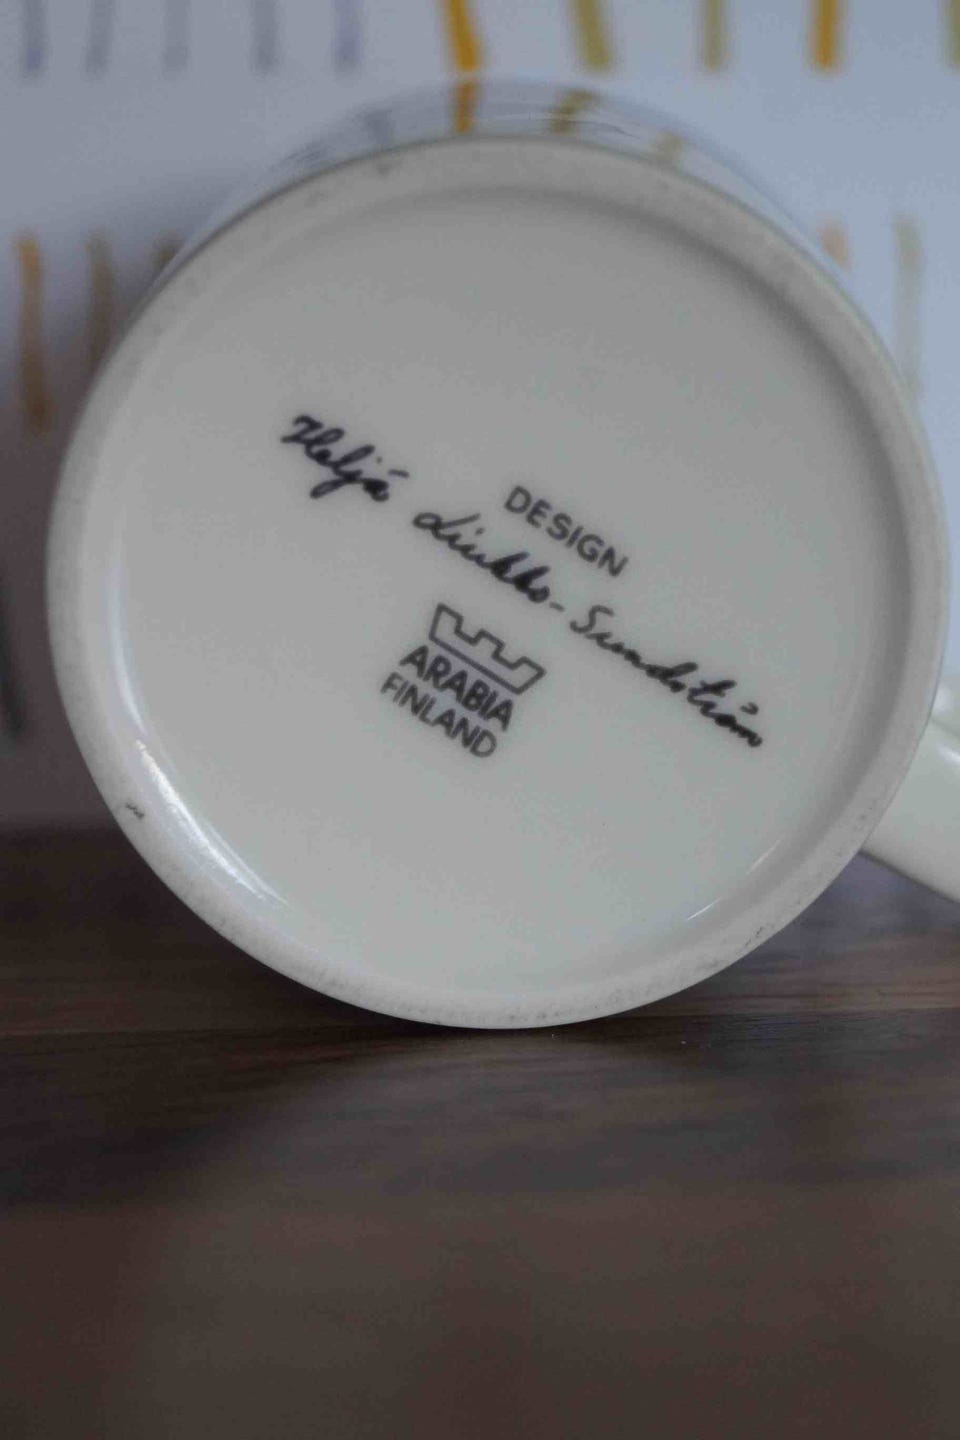 DESIGN
Heljä Liukko-Sundström
ARABIA
FINLAND